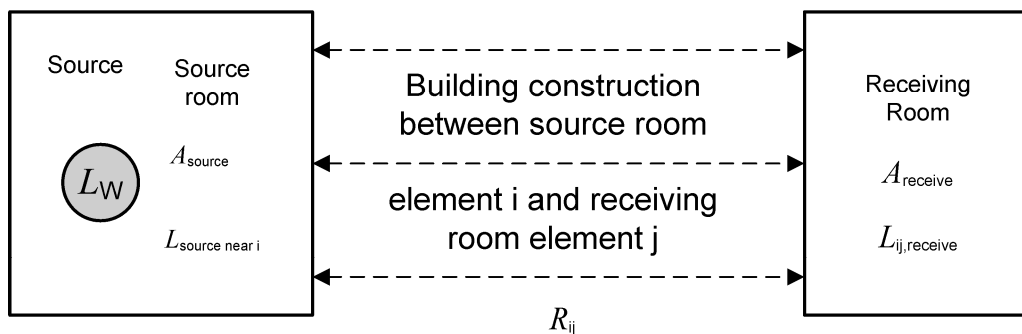 Source
Source
room
L_W
A_source
L_source near i
Building construction
between source room
element i and receiving
room element j
R_ij
Receiving
Room
A_receive
L_ij,receive